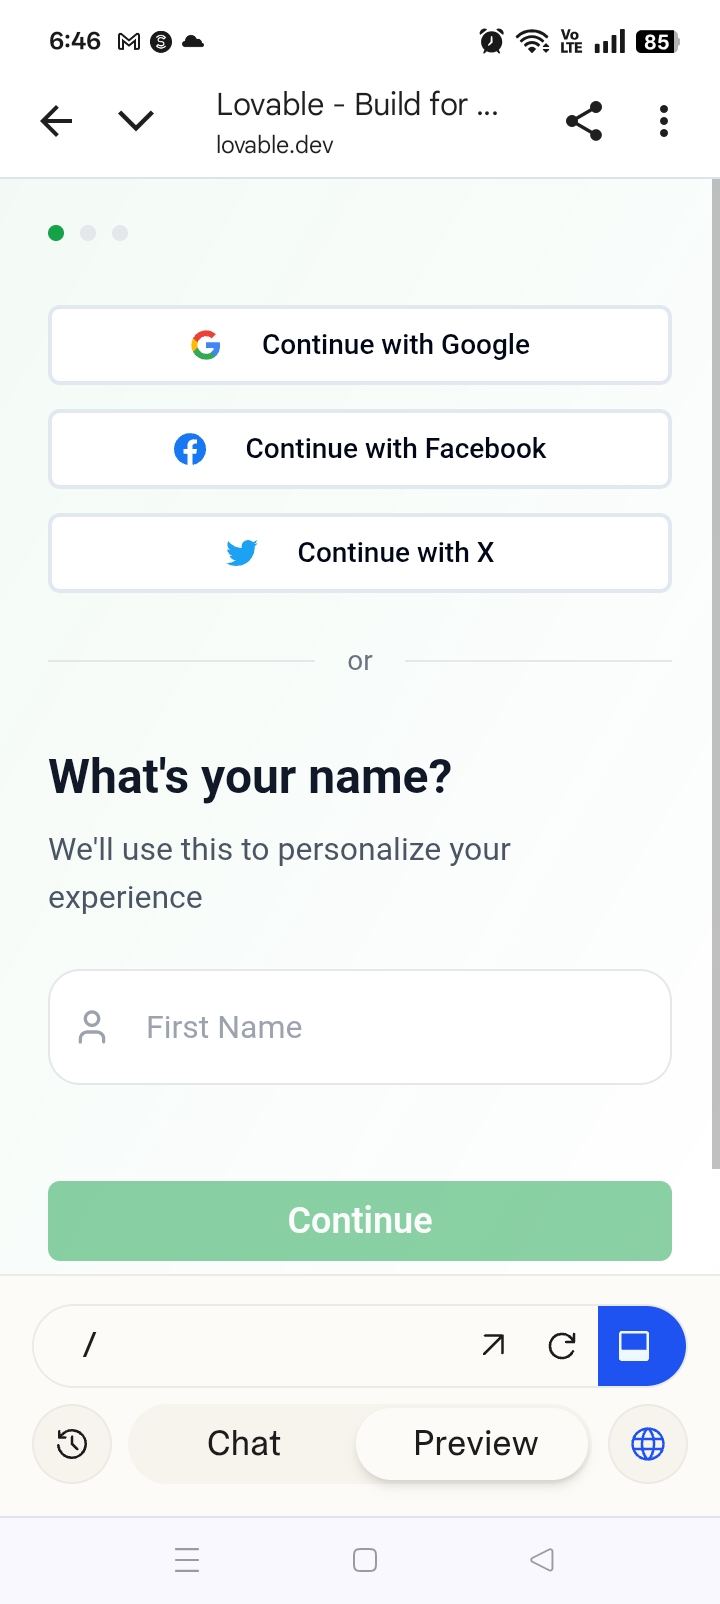 6:46
Vo
LTE
85
Lovable - Build for ...
lovable.dev
Continue with Google
Continue with Facebook
Continue with X
or
What's your name?
We'll use this to personalize your
experience
First Name
Continue
/
Chat
Preview